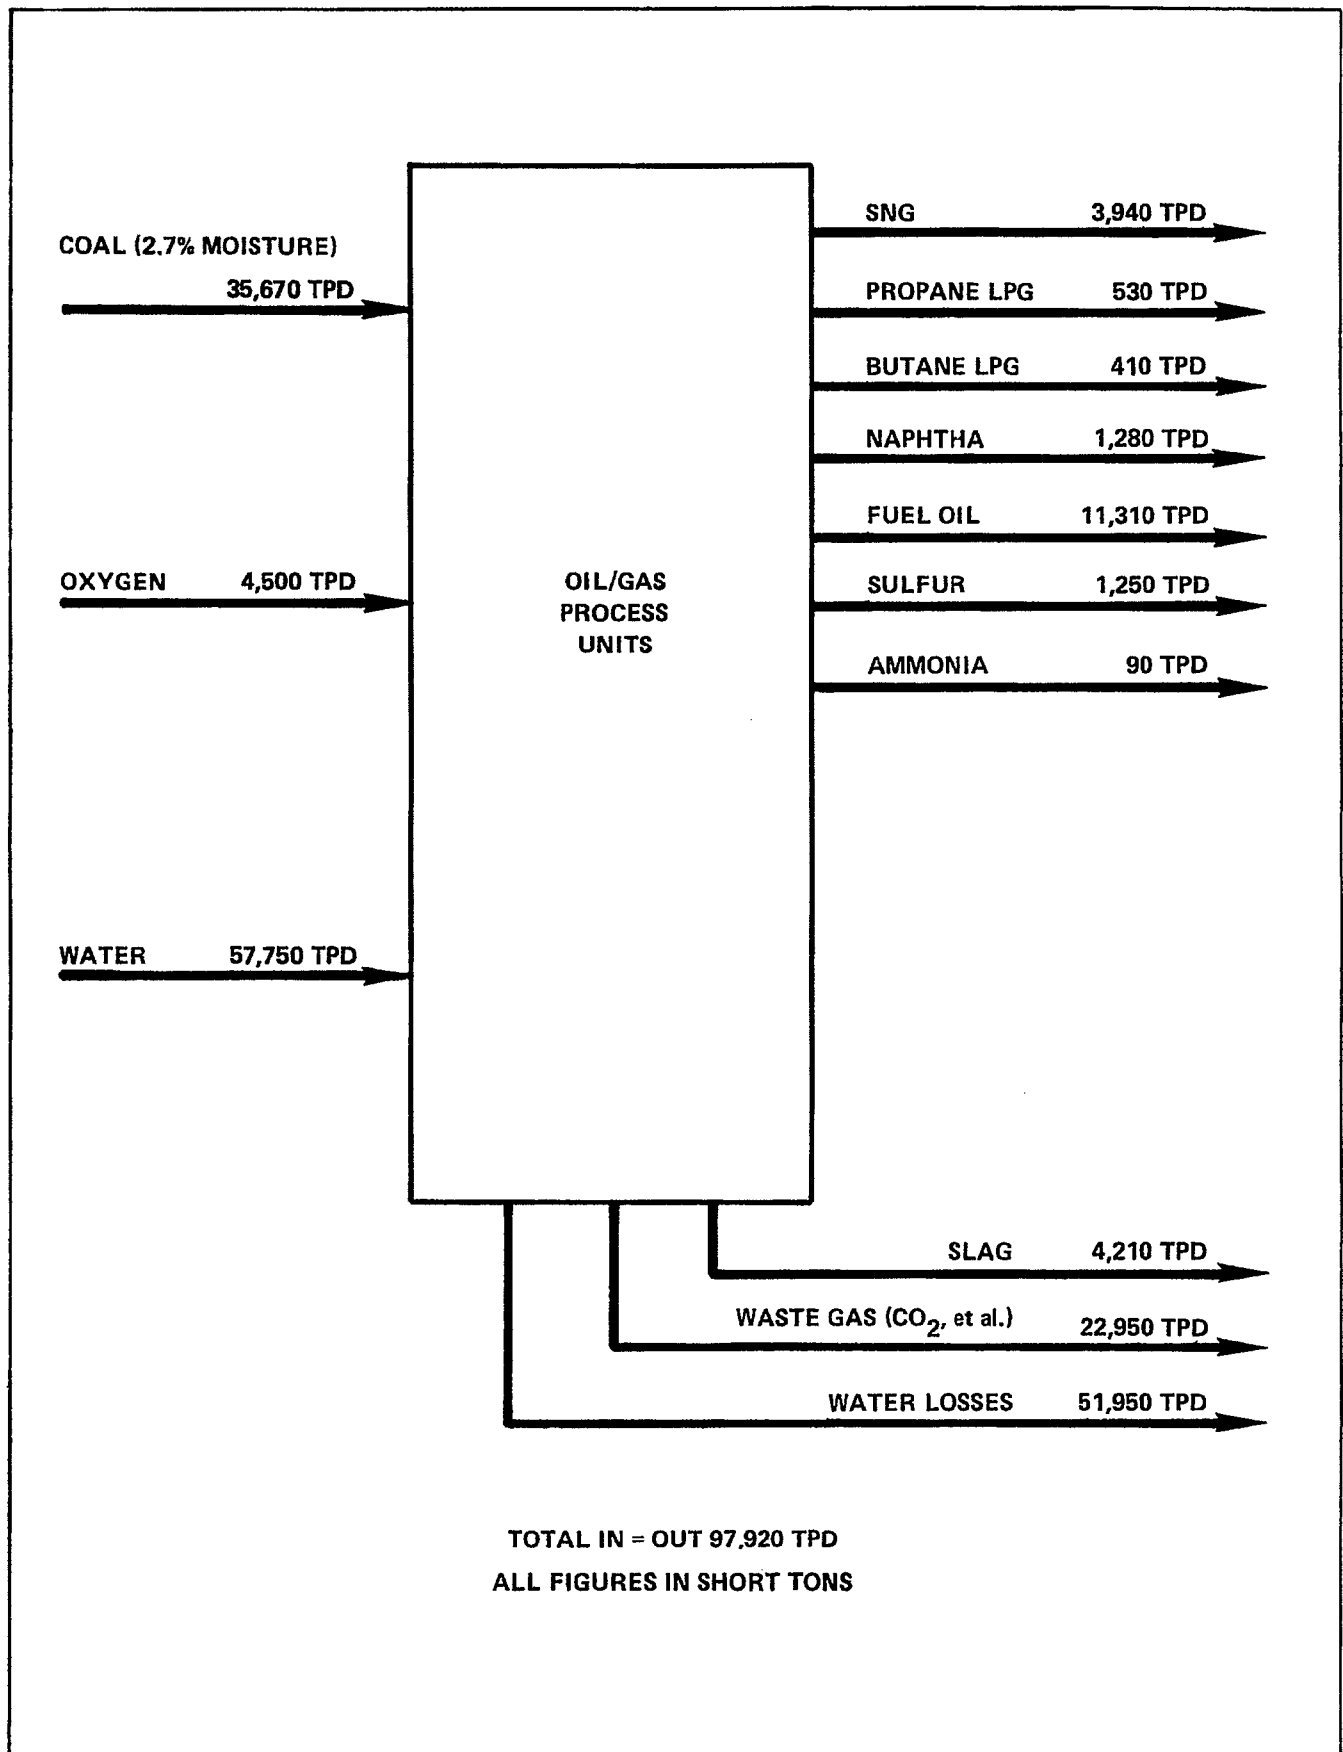 COAL (2.7% MOISTURE)
35,670 TPD
OXYGEN 4,500 TPD
WATER 57,750 TPD
OIL/GAS
PROCESS
UNITS
SNG 3,940 TPD
PROPANE LPG 530 TPD
BUTANE LPG 410 TPD
NAPHTHA 1,280 TPD
FUEL OIL 11,310 TPD
SULFUR 1,250 TPD
AMMONIA 90 TPD
SLAG 4,210 TPD
WASTE GAS (CO2, et al.) 22,950 TPD
WATER LOSSES 51,950 TPD
TOTAL IN = OUT 97,920 TPD
ALL FIGURES IN SHORT TONS